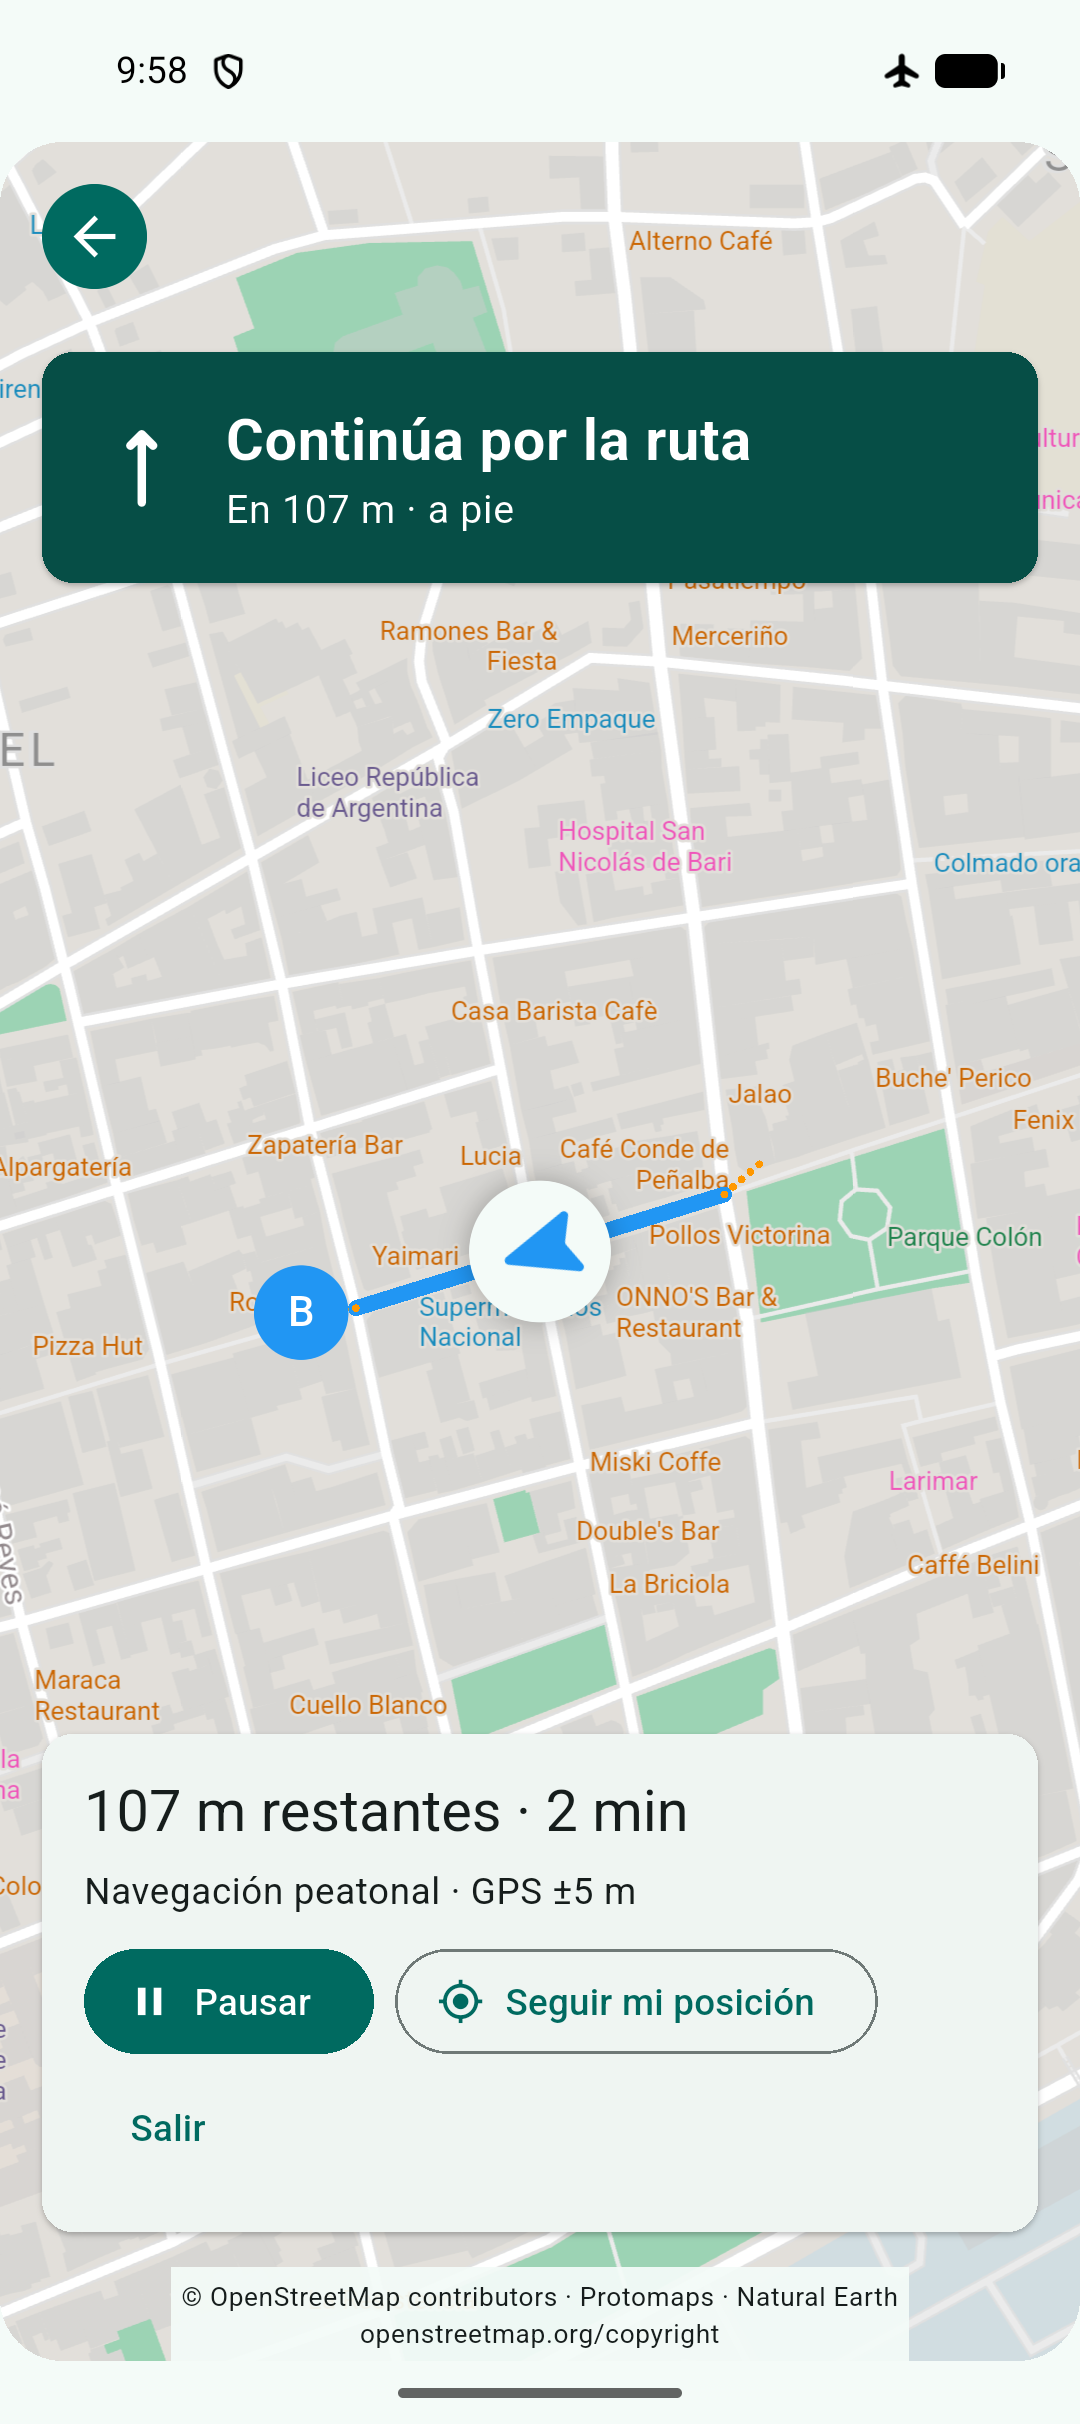 9:58
Alterno Café
Continúa por la ruta
En 107 m · a pie
Ramones Bar &
Fiesta
Merceriño
Zero Empaque
EL
Liceo República
de Argentina
Hospital San
Nicolás de Bari
Colmado ora
Casa Barista Cafè
Buche' Perico
Jalao
Fenix
Zapatería Bar
Lucia
Café Conde de
Peñalba
Alpargatería
Pollos Victorina
Parque Colón
Yaimari
B
ONNO'S Bar &
Restaurant
Nacional
Pizza Hut
Miski Coffe
Larimar
Double's Bar
Caffé Belini
La Briciola
Reyes
Maraca
Restaurant
Cuello Blanco
107 m restantes · 2 min
Navegación peatonal · GPS ±5 m
Pausar
Seguir mi posición
Salir
© OpenStreetMap contributors · Protomaps · Natural Earth
openstreetmap.org/copyright